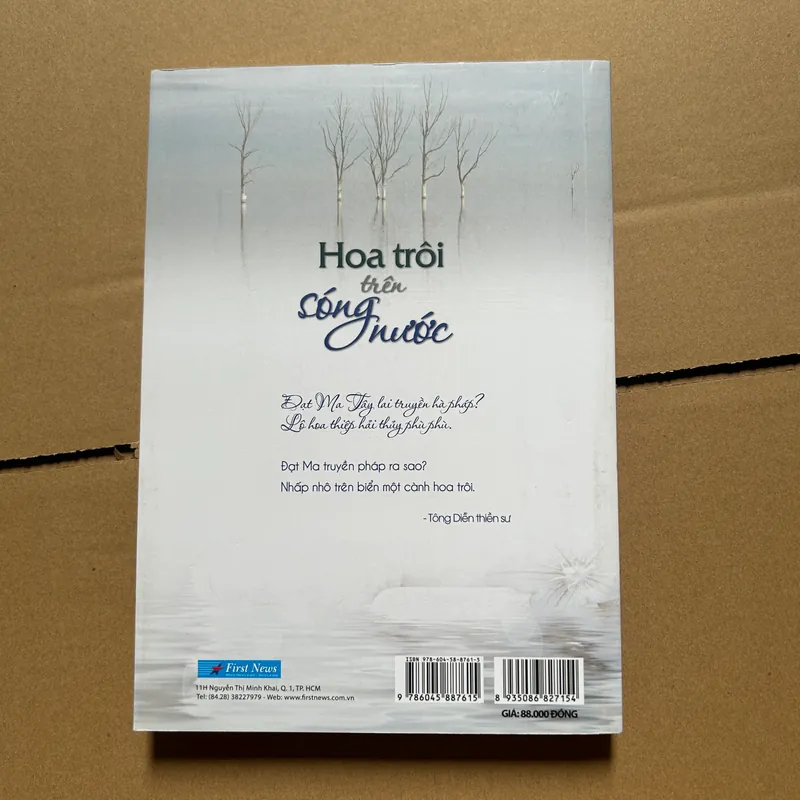 Hoa trôi
trên
sóng
nước
Đạt Ma Tây lai truyền hà pháp?
Lô hoa thiệp hải thủy phù phù.
Đạt Ma truyền pháp ra sao?
Nhấp nhô trên biển một cành hoa trôi.
- Tông Diễn thiền sư
First News
11H Nguyễn Thị Minh Khai, Q. 1, TP. HCM
Tel: (84.28) 38227979 - Web: www.firstnews.com.vn
ISBN 978-604-58-8761-5
9 786045 887615
8 935086 827154
GIÁ: 88.000 ĐỒNG